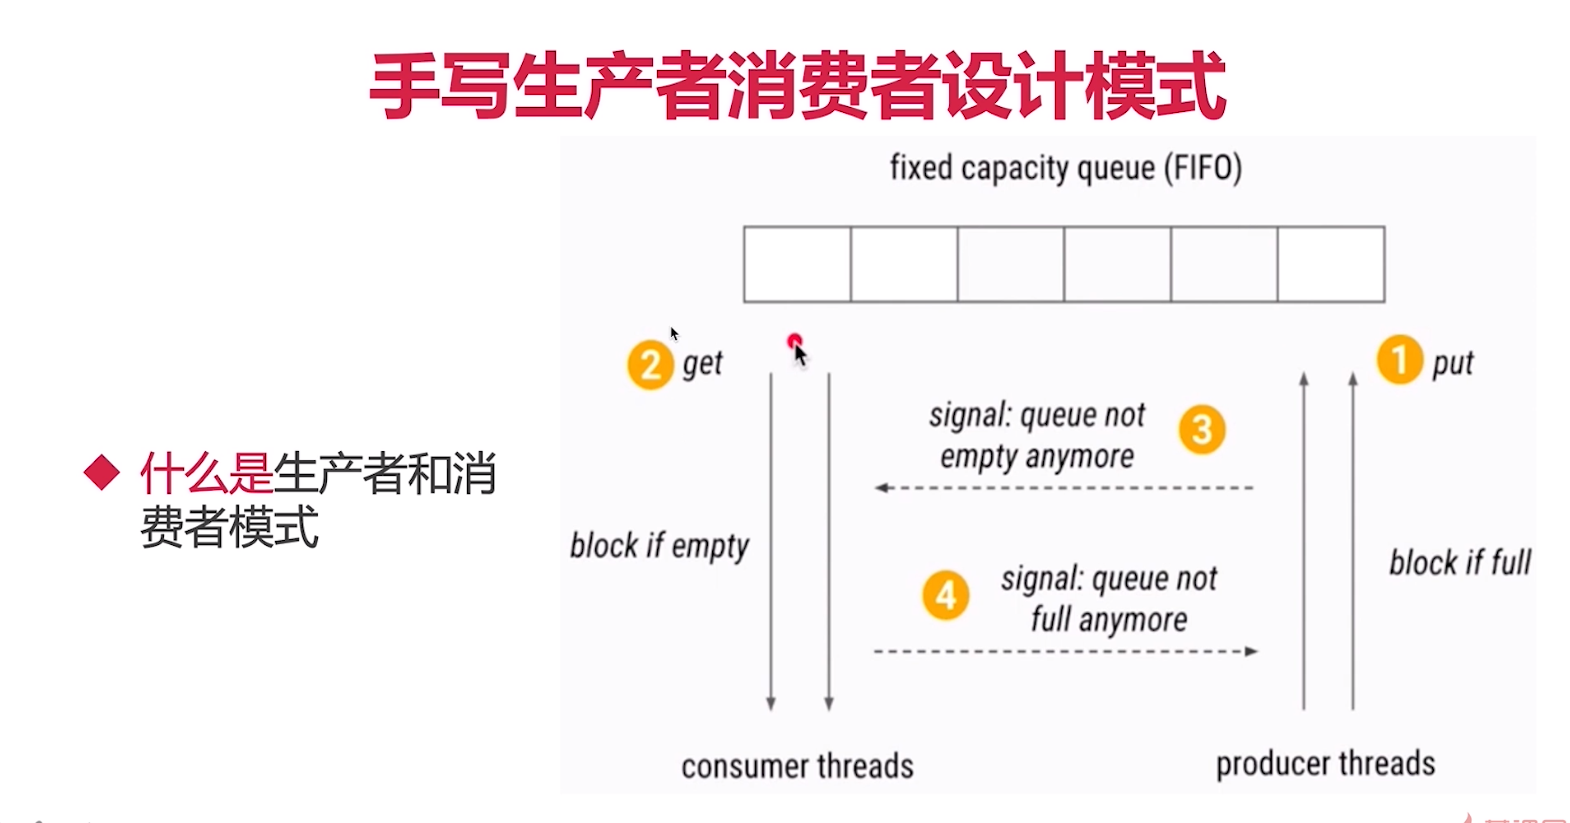 手写生产者消费者设计模式
fixed capacity queue (FIFO)
2 get
1 put
signal: queue not
empty anymore
3
什么是生产者和消
费者模式
block if empty
block if full
4
signal: queue not
full anymore
consumer threads
producer threads